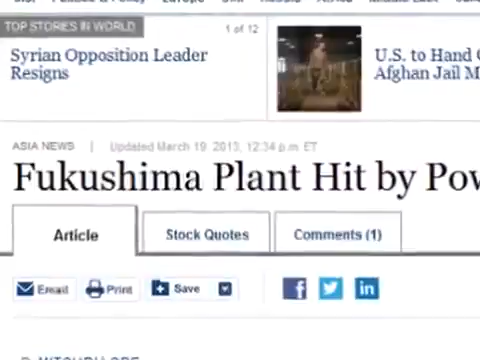 TOP STORIES IN WORLD
1 of 12
Syrian Opposition Leader
Resigns
U.S. to Hand
Afghan Jail
ASIA NEWS | Updated March 19, 2013, 12:34 p.m. ET
Fukushima Plant Hit by
Article
Stock Quotes
Comments (1)
Email
Print
Save
f
in